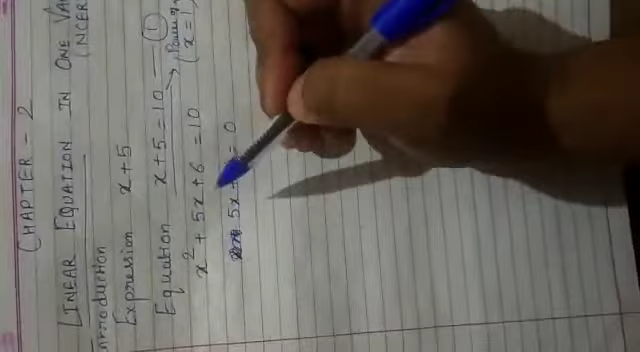 CHAPTER - 2
LINEAR EQUATION IN ONE
(NCER
Introduction
Expression x+5
Equation x+5=10 — ①
(x=1)
x² + 5x + 6 = 10
5x = 0